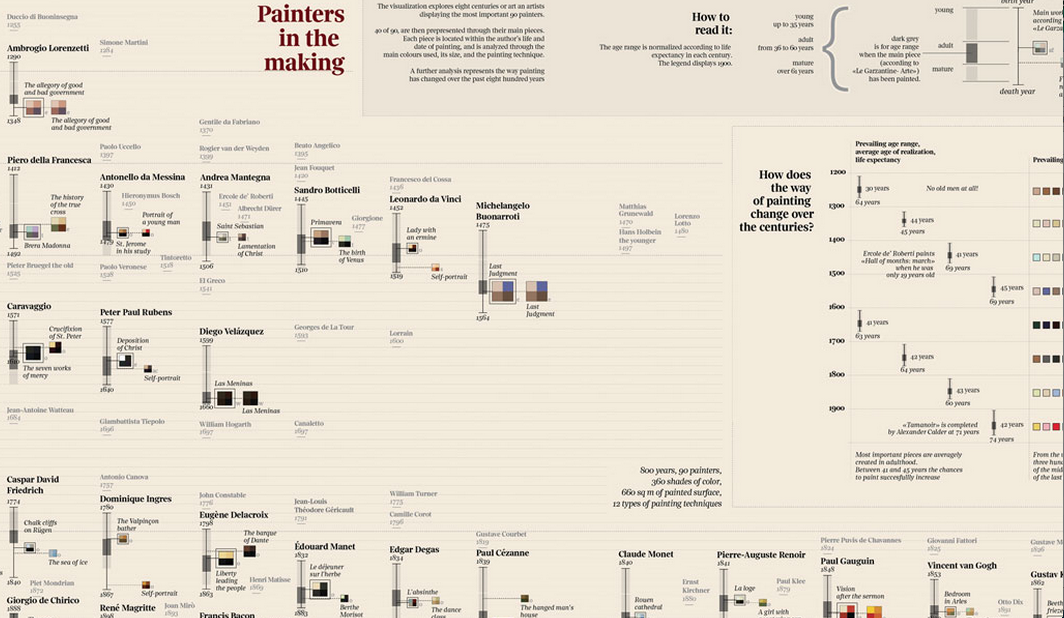 Painters
in the
making
The visualization explores eight centuries or art an artists
displaying the most important 90 painters.
40 of 90, are then prepresented through their main pieces.
Each piece is located within the author's life and
date of painting, and is analyzed through the
main colours used, its size, and the painting technique.
A further analysis represents the way painting
has changed over the past eight hundred years
How to
read it:
The age range is normalized according to life
expectancy in each century.
The legend displays 1900.
young
up to 35 years
adult
from 36 to 60 years
mature
over 61 years
dark grey
is for age range
when the main piece
(according to
«Le Garzantine- Arte»)
has been painted.
young
adult
mature
birth year
death year
Main
«Le Garza
Duccio di Buoninsegna
1255
Simone Martini
1284
Ambrogio Lorenzetti
1290
The allegory of good
and bad government
1348
The allegory of good
and bad government
Gentile da Fabriano
1370
Paolo Uccello
1397
Rogier van der Weyden
1399
Beato Angelico
1395
Jean Fouquet
1420
Francesco del Cossa
1436
Piero della Francesca
1412
The history
of the true
cross
Brera Madonna
1492
Antonello da Messina
1430
Hieronymus Bosch
1450
Portrait of
a young man
1479
St. Jerome
in his study
Andrea Mantegna
1431
Ercole de' Roberti
1451
Albrecht Dürer
1471
Saint Sebastian
Lamentation
of Christ
1506
Sandro Botticelli
1445
Primavera
Giorgione
1477
The birth
of Venus
1510
Leonardo da Vinci
1452
Lady with
an ermine
1519
Self-portrait
Michelangelo
Buonarroti
1475
Last
Judgment
Last
Judgment
1564
Matthias
Grunewald
1470
Hans Holbein
the younger
1497
Lorenzo
Lotto
1480
Pieter Bruegel the old
1525
Paolo Veronese
1528
Tintoretto
1518
El Greco
1541
Caravaggio
1571
Crucifixion
of St. Peter
1610
The seven works
of mercy
Peter Paul Rubens
1577
Deposition
of Christ
Self-portrait
1640
Diego Velázquez
1599
Las Meninas
1660
Las Meninas
Georges de La Tour
1593
Lorrain
1600
Jean-Antoine Watteau
1684
Giambattista Tiepolo
1696
William Hogarth
1697
Canaletto
1697
How does
the way
of painting
change over
the centuries?
Prevailing age range,
average age of realization,
life expectancy
Prevailing
1200
30 years
64 years
No old men at all!
1300
44 years
45 years
1400
Ercole de' Roberti paints
«Hall of months: march»
when he was
only 19 years old
41 years
69 years
1500
45 years
69 years
1600
41 years
63 years
1700
42 years
64 years
1800
43 years
60 years
1900
«Tamanoir» is completed
by Alexander Calder at 71 years
42 years
74 years
Most important pieces are averagely
created in adulthood.
Between 41 and 45 years the chances
to paint succesfully increase
From the
three hun
of the mid
of the last
800 years, 90 painters,
360 shades of color,
660 sq m of painted surface,
12 types of painting techniques
Caspar David
Friedrich
1774
Chalk cliffs
on Rügen
The sea of ice
1840
Piet Mondrian
1872
Giorgio de Chirico
1888
Antonio Canova
1757
Dominique Ingres
1780
The Valpinçon
bather
Self-portrait
1867
René Magritte
Joan Mirò
1893
John Constable
1776
Eugène Delacroix
1798
The barque
of Dante
Liberty
leading
the people
1863
Henri Matisse
1869
Francis Bacon
Jean-Louis
Théodore Géricault
1791
Édouard Manet
1832
Le déjeuner
sur l'herbe
Berthe
Morisot
1883
William Turner
1775
Camille Corot
1796
Edgar Degas
1834
L'absinthe
The dance
class
Gustave Courbet
1819
Paul Cézanne
1839
The hanged man's
house
Claude Monet
1840
Rouen
cathedral
Ernst
Kirchner
1880
Pierre-Auguste Renoir
1841
La loge
A girl with
Paul Klee
1879
Pierre Puvis de Chavannes
1824
Paul Gauguin
1848
Vision
after the sermon
Giovanni Fattori
1825
Vincent van Gogh
1853
Bedroom
in Arles
Otto Dix
1891
Gustave
Gustav
1862
Beeth
frieze